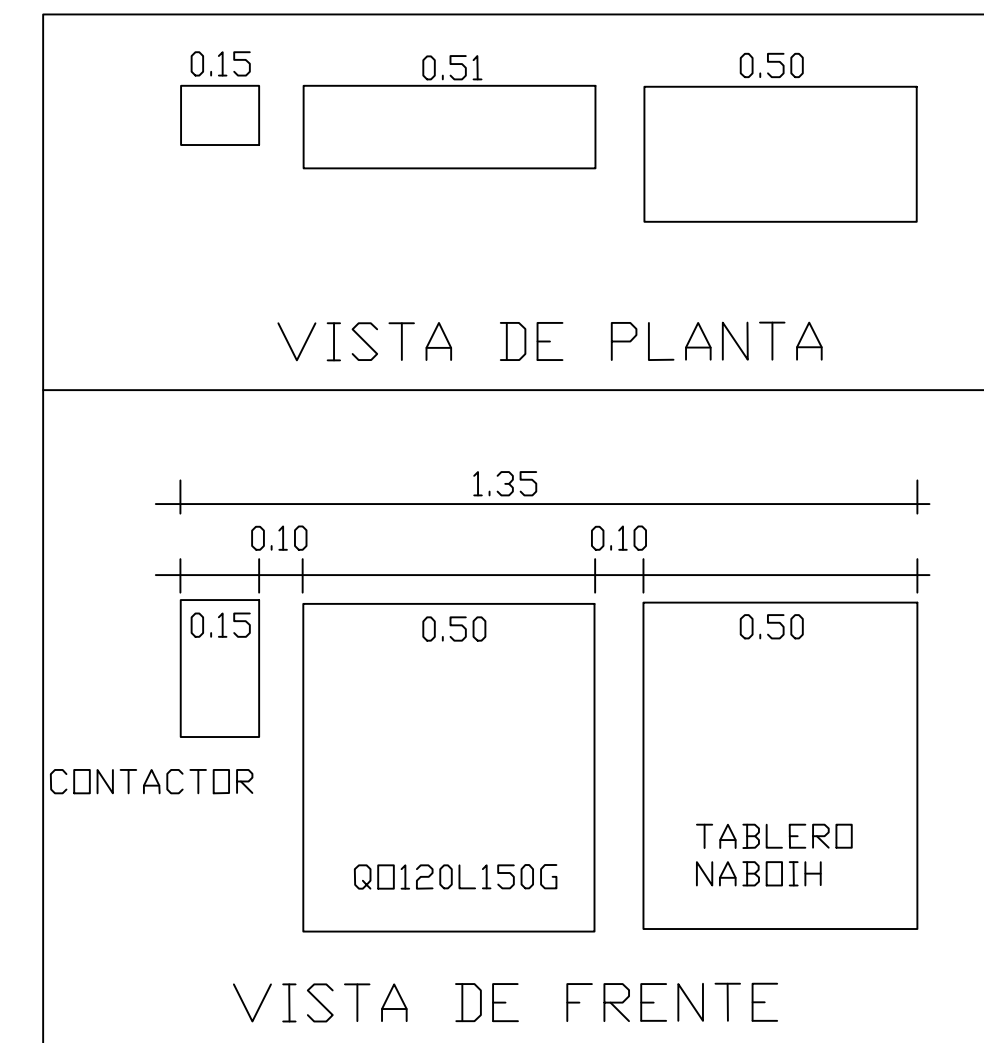 0.15
0.51
0.50
VISTA DE PLANTA
1.35
0.10
0.10
0.15
0.50
0.50
CONTACTOR
TABLERO
NABOIH
QO120L150G
VISTA DE FRENTE